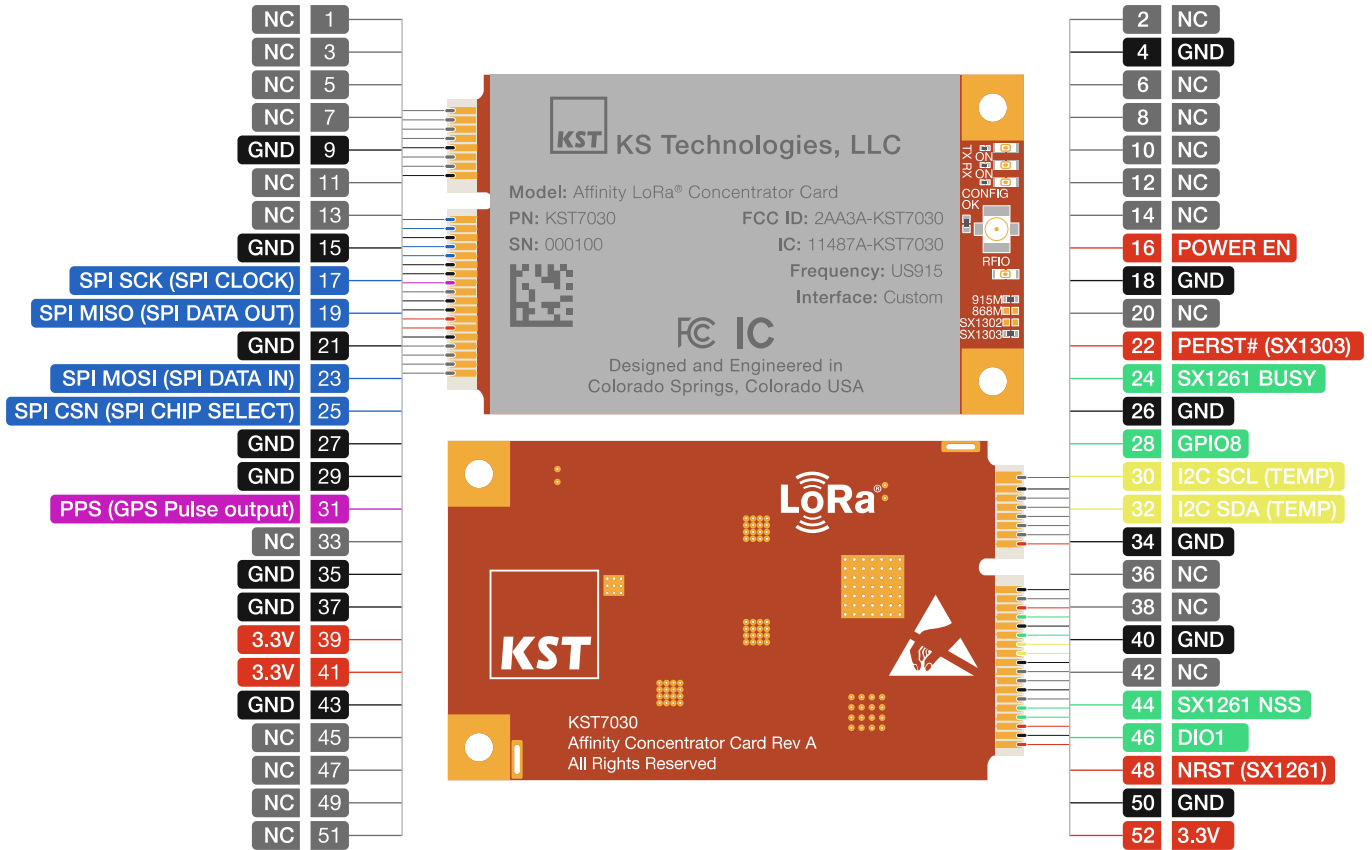 NC 1
NC 3
NC 5
NC 7
GND 9
NC 11
NC 13
GND 15
SPI SCK (SPI CLOCK) 17
SPI MISO (SPI DATA OUT) 19
GND 21
SPI MOSI (SPI DATA IN) 23
SPI CSN (SPI CHIP SELECT) 25
GND 27
GND 29
PPS (GPS Pulse output) 31
NC 33
GND 35
GND 37
3.3V 39
3.3V 41
GND 43
NC 45
NC 47
NC 49
NC 51
KST KS Technologies, LLC
Model: Affinity LoRa® Concentrator Card
PN: KST7030 FCC ID: 2AA3A-KST7030
SN: 000100 IC: 11487A-KST7030
Frequency: US915
Interface: Custom
FC IC
Designed and Engineered in
Colorado Springs, Colorado USA
TX ON
RX ON
CONFIG
OK
RFIO
915M
868M
SX1302
SX1303
LoRa®
KST
KST7030
Affinity Concentrator Card Rev A
All Rights Reserved
2 NC
4 GND
6 NC
8 NC
10 NC
12 NC
14 NC
16 POWER EN
18 GND
20 NC
22 PERST# (SX1303)
24 SX1261 BUSY
26 GND
28 GPIO8
30 I2C SCL (TEMP)
32 I2C SDA (TEMP)
34 GND
36 NC
38 NC
40 GND
42 NC
44 SX1261 NSS
46 DIO1
48 NRST (SX1261)
50 GND
52 3.3V